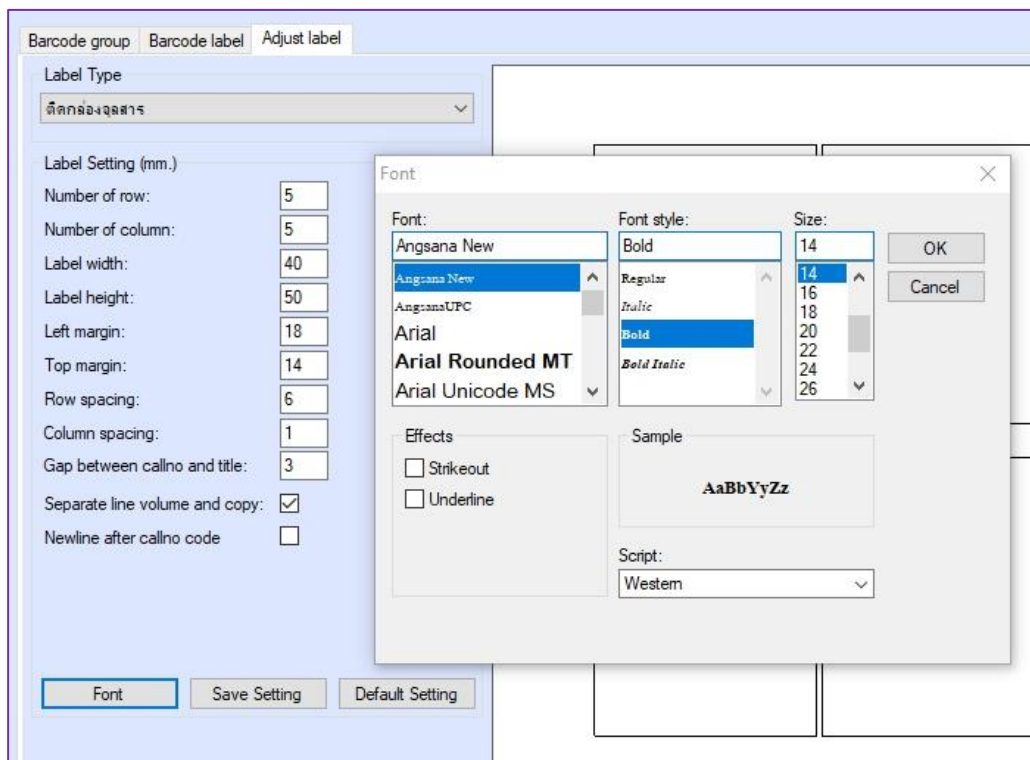 Barcode group Barcode label Adjust label
Label Type
ติดกล่องจุลสาร
Label Setting (mm.)
Number of row: 5
Number of column: 5
Label width: 40
Label height: 50
Left margin: 18
Top margin: 14
Row spacing: 6
Column spacing: 1
Gap between callno and title: 3
Separate line volume and copy:
Newline after callno code
Font Save Setting Default Setting
Font
Font:
Angsana New
Angsana New
AngsanaUPC
Arial
Arial Rounded MT
Arial Unicode MS
Font style:
Bold
Regular
Italic
Bold
Bold Italic
Size:
14
14
16
18
20
22
24
26
OK
Cancel
Effects
Strikeout
Underline
Sample
AaBbYyZz
Script:
Western